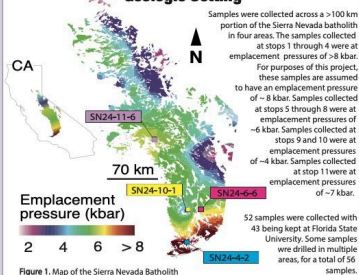 Samples were collected across a >100 km
portion of the Sierra Nevada batholith
in four areas. The samples collected
at stops 1 through 4 were at
emplacement pressures of >8 kbar.
For purposes of this project,
these samples are assumed
to have an emplacement pressure
of ~ 8 kbar. Samples collected
at stops 5 through 8 were at
emplacement pressures of
~6 kbar. Samples collected at
stops 9 and 10 were at
emplacement pressures
of ~4 kbar. Samples collected
at stop 11were at
emplacement pressures
of ~7 kbar.
52 samples were collected with
43 being kept at Florida State
University. Some samples
were drilled in multiple
areas, for a total of 56
samples.
N
CA
SN24-11-6
70 km
SN24-10-1
SN24-6-6
SN24-4-2
Emplacement
pressure (kbar)
2 4 6 > 8
Figure 1. Map of the Sierra Nevada Batholith